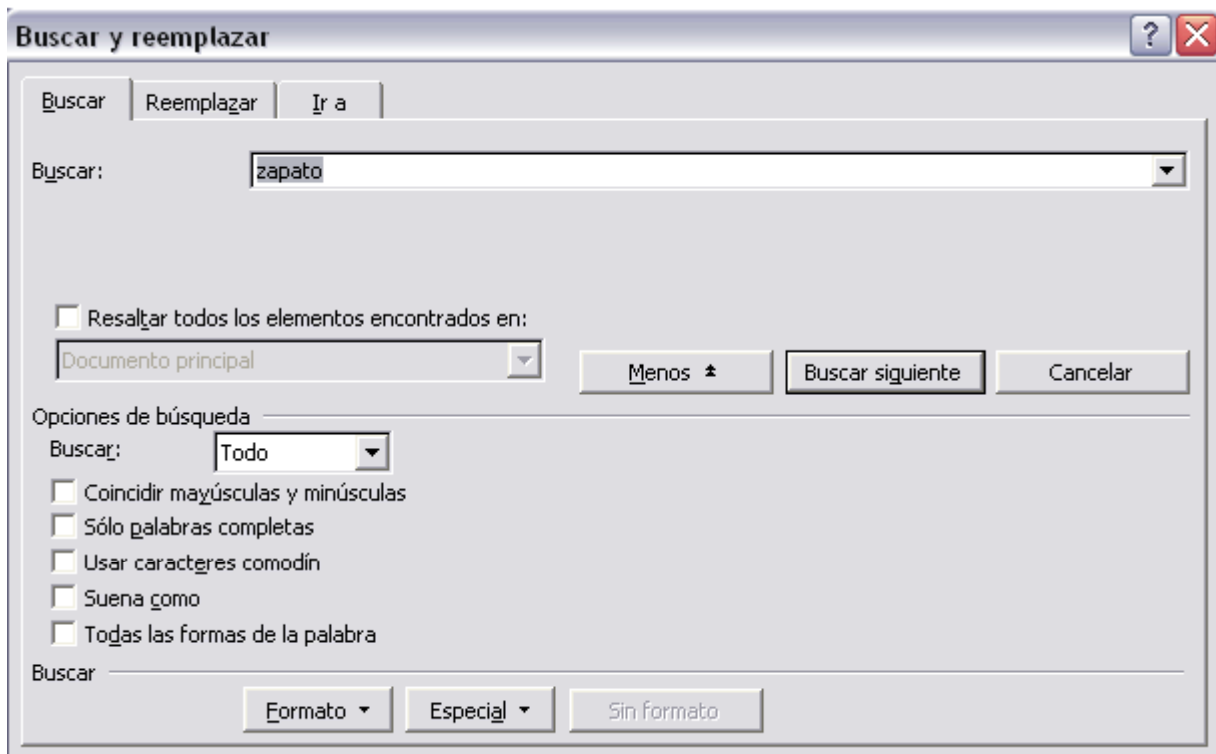 Buscar y reemplazar
Buscar Reemplazar Ir a
Buscar: zapato
Resaltar todos los elementos encontrados en:
Documento principal
Menos Buscar siguiente Cancelar
Opciones de búsqueda
Buscar: Todo
Coincidir mayúsculas y minúsculas
Sólo palabras completas
Usar caracteres comodín
Suena como
Todas las formas de la palabra
Buscar
Formato Especial Sin formato